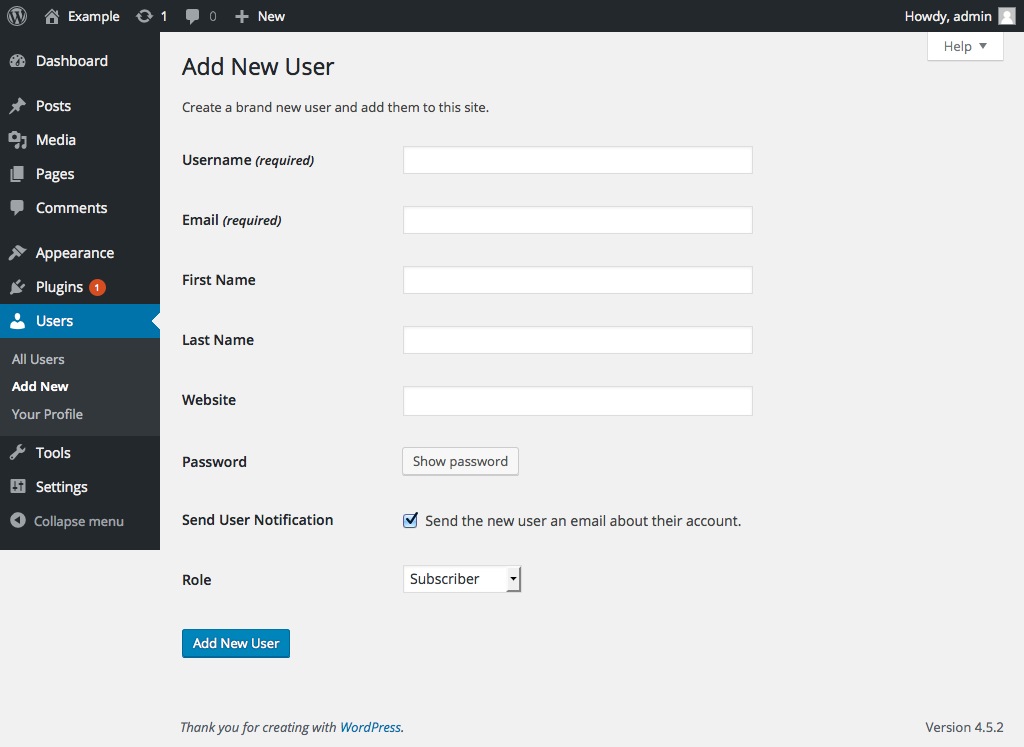 Example 1 0 New Howdy, admin
Help
Dashboard
Posts
Media
Pages
Comments
Appearance
Plugins 1
Users
All Users
Add New
Your Profile
Tools
Settings
Collapse menu
Add New User
Create a brand new user and add them to this site.
Username (required)
Email (required)
First Name
Last Name
Website
Password Show password
Send User Notification Send the new user an email about their account.
Role Subscriber
Add New User
Thank you for creating with WordPress. Version 4.5.2